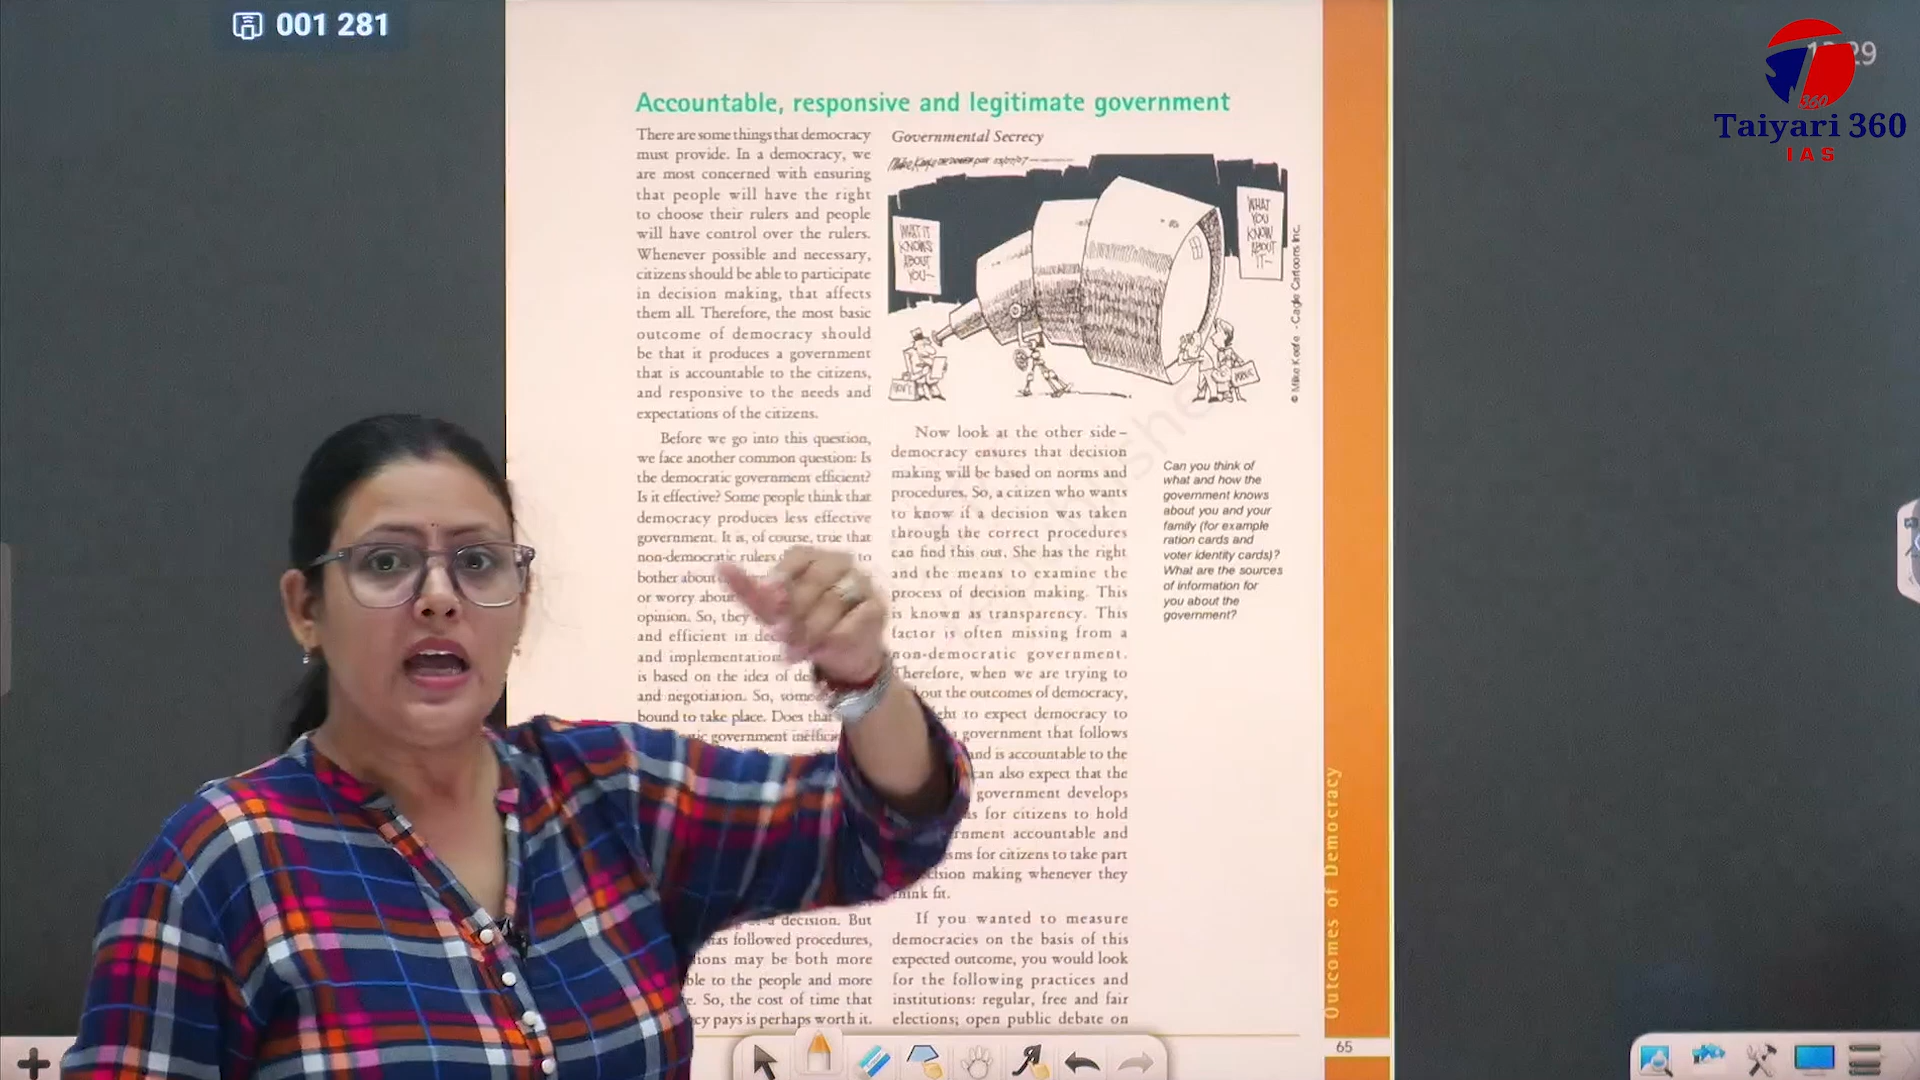 001 281
12:29
360
Taiyari 360
IAS
Accountable, responsive and legitimate government
There are some things that democracy
must provide. In a democracy, we
are most concerned with ensuring
that people will have the right
to choose their rulers and people
will have control over the rulers.
Whenever possible and necessary,
citizens should be able to participate
in decision making, that affects
them all. Therefore, the most basic
outcome of democracy should
be that it produces a government
that is accountable to the citizens,
and responsive to the needs and
expectations of the citizens.
Before we go into this question,
we face another common question: Is
the democratic government efficient?
Is it effective? Some people think that
democracy produces less effective
government. It is, of course, true that
non-democratic rulers to
bother about
or worry about
opinion. So, they
and efficient in
and implementation.
is based on the idea of
and negotiation. So, some
bound to take place. Does that
government
a decision. But
has followed procedures,
may be both more
to the people and more
So, the cost of time that
pays is perhaps worth it.
Governmental Secrecy
WHAT IT
KNOWS
ABOUT
YOU–
WHAT
YOU
KNOW
ABOUT
IT–
© Mike Keefe - Cagle Cartoons Inc.
Now look at the other side –
democracy ensures that decision
making will be based on norms and
procedures. So, a citizen who wants
to know if a decision was taken
through the correct procedures
can find this out. She has the right
and the means to examine the
process of decision making. This
is known as transparency. This
factor is often missing from a
non-democratic government.
Therefore, when we are trying to
out the outcomes of democracy,
to expect democracy to
government that follows
and is accountable to the
can also expect that the
government develops
for citizens to hold
accountable and
for citizens to take part
making whenever they
think fit.
If you wanted to measure
democracies on the basis of this
expected outcome, you would look
for the following practices and
institutions: regular, free and fair
elections; open public debate on
Can you think of
what and how the
government knows
about you and your
family (for example
ration cards and
voter identity cards)?
What are the sources
of information for
you about the
government?
Outcomes of Democracy
65